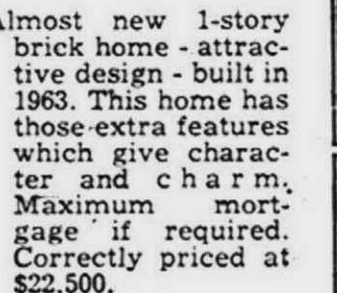 Almost new 1-story
brick home - attrac-
tive design - built in
1963. This home has
those extra features
which give charac-
ter and charm.
Maximum mort-
gage if required.
Correctly priced at
$22,500.